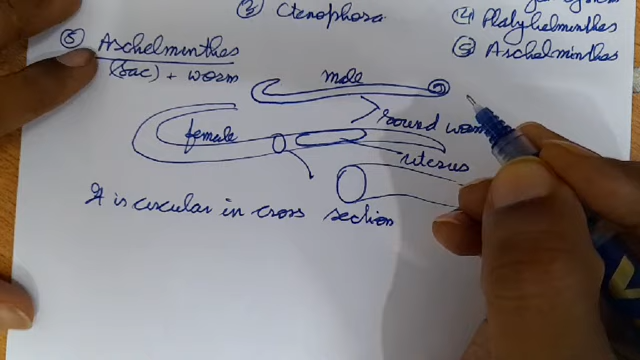 ③ Ctenophora
④ Platyhelminthes
⑤ Aschelminthes
⑤ Aschelminthes
(sac) + worm
male
round worm
female
uterus
It is circular in cross section